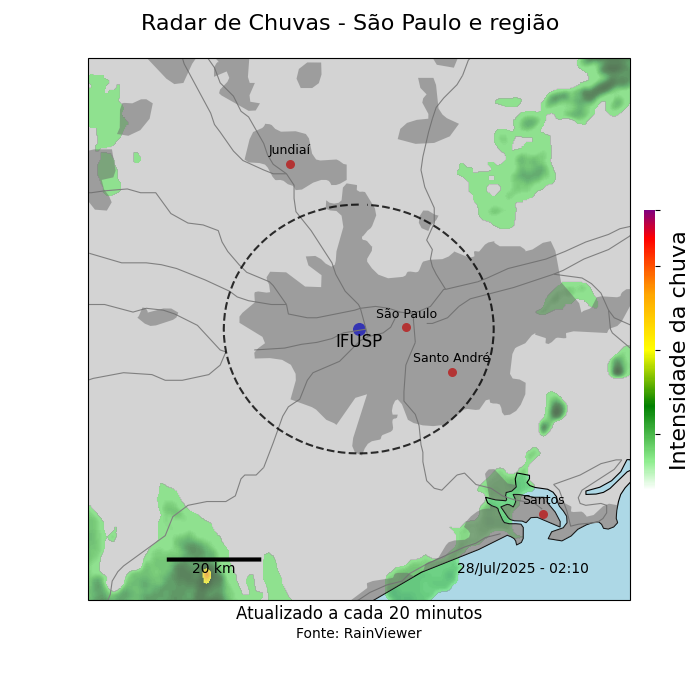 Radar de Chuvas - São Paulo e região
Jundiaí
São Paulo
IFUSP
Santo André
Santos
20 km
28/Jul/2025 - 02:10
Intensidade da chuva
Atualizado a cada 20 minutos
Fonte: RainViewer